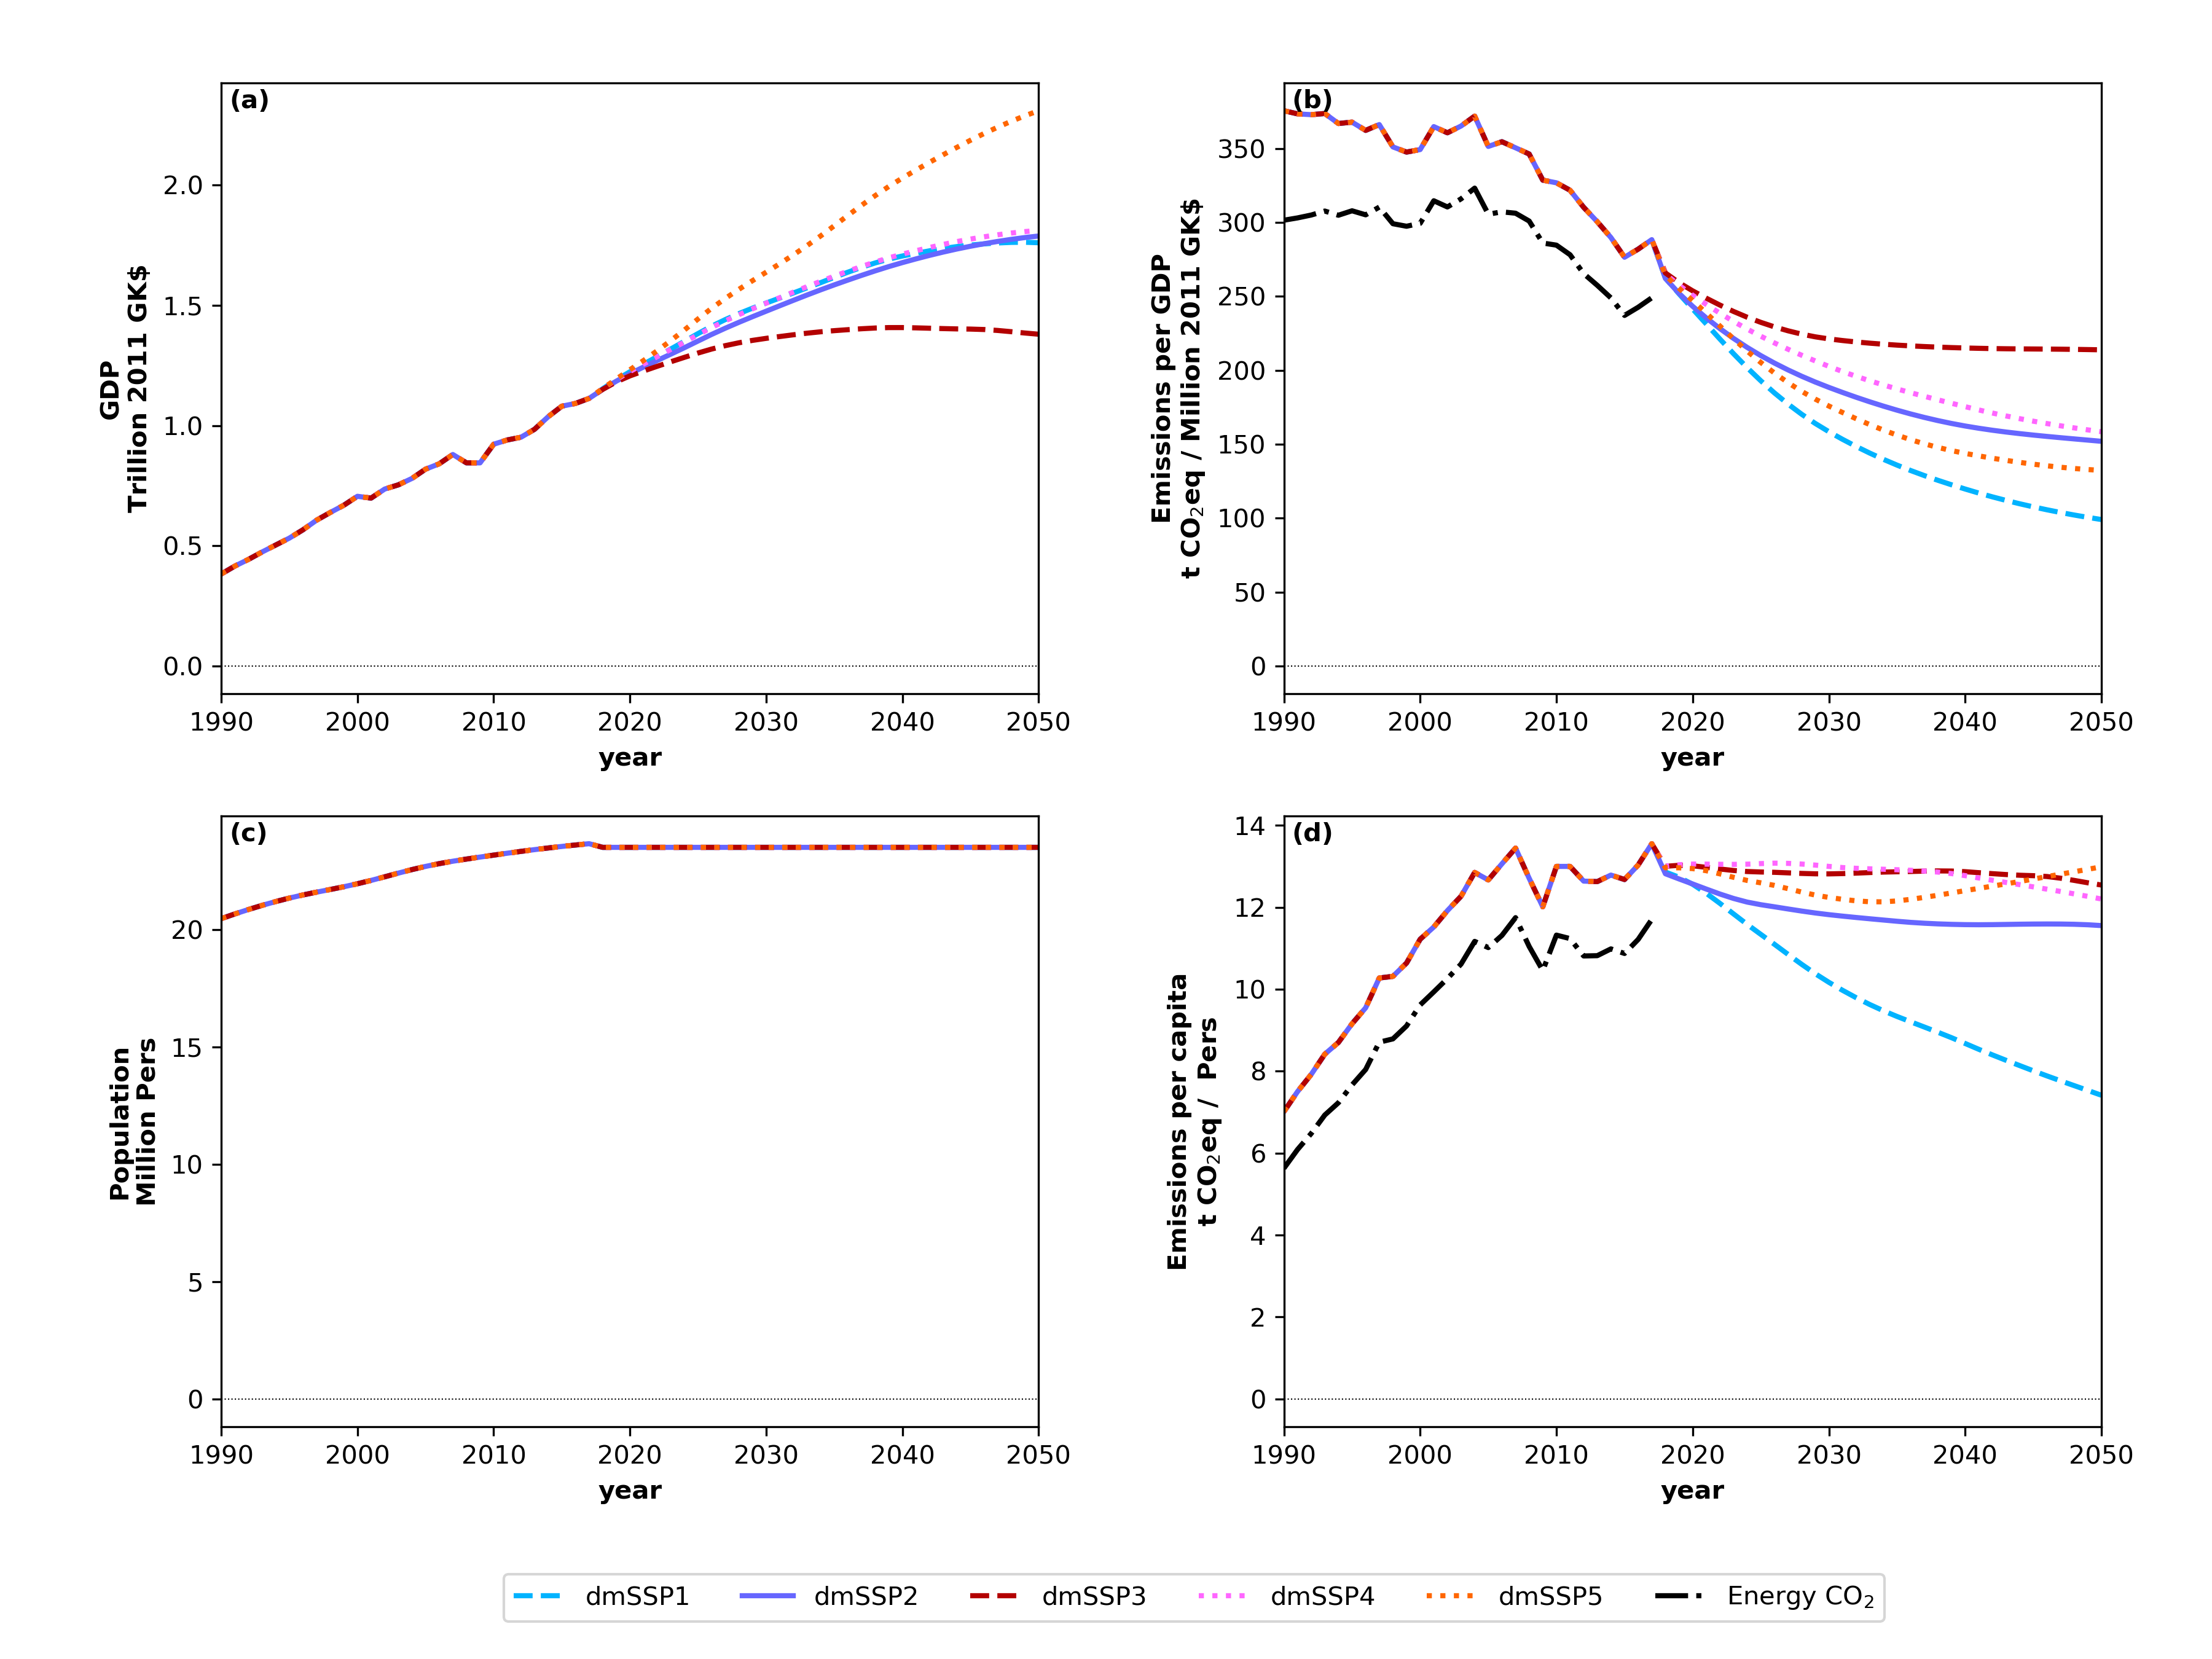 (a)
GDP
Trillion 2011 GK$
2.0
1.5
1.0
0.5
0.0
1990 2000 2010 2020 2030 2040 2050
year
(b)
Emissions per GDP
t CO₂eq / Million 2011 GK$
350
300
250
200
150
100
50
0
1990 2000 2010 2020 2030 2040 2050
year
(c)
Population
Million Pers
20
15
10
5
0
1990 2000 2010 2020 2030 2040 2050
year
(d)
Emissions per capita
t CO₂eq / Pers
14
12
10
8
6
4
2
0
1990 2000 2010 2020 2030 2040 2050
year
dmSSP1 dmSSP2 dmSSP3 dmSSP4 dmSSP5 Energy CO₂